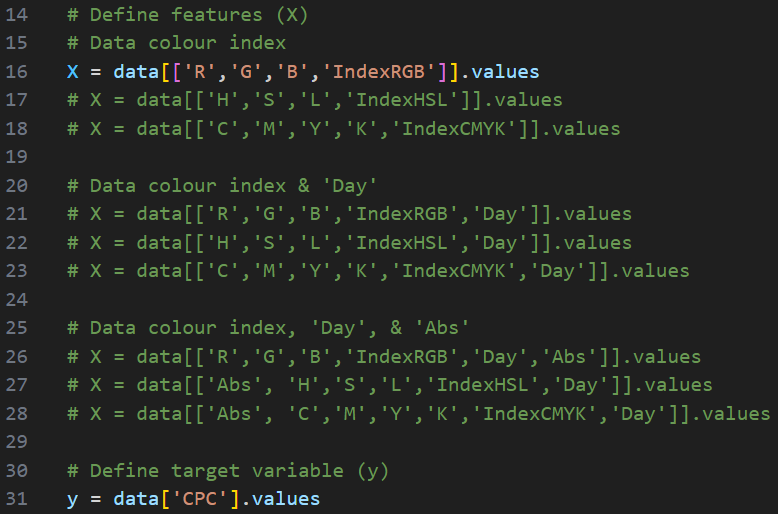 14 # Define features (X)
15 # Data colour index
16 X = data[['R','G','B','IndexRGB']].values
17 # X = data[['H','S','L','IndexHSL']].values
18 # X = data[['C','M','Y','K','IndexCMYK']].values
19
20 # Data colour index & 'Day'
21 # X = data[['R','G','B','IndexRGB','Day']].values
22 # X = data[['H','S','L','IndexHSL','Day']].values
23 # X = data[['C','M','Y','K','IndexCMYK','Day']].values
24
25 # Data colour index, 'Day', & 'Abs'
26 # X = data[['R','G','B','IndexRGB','Day','Abs']].values
27 # X = data[['Abs', 'H','S','L','IndexHSL','Day']].values
28 # X = data[['Abs', 'C','M','Y','K','IndexCMYK','Day']].values
29
30 # Define target variable (y)
31 y = data['CPC'].values